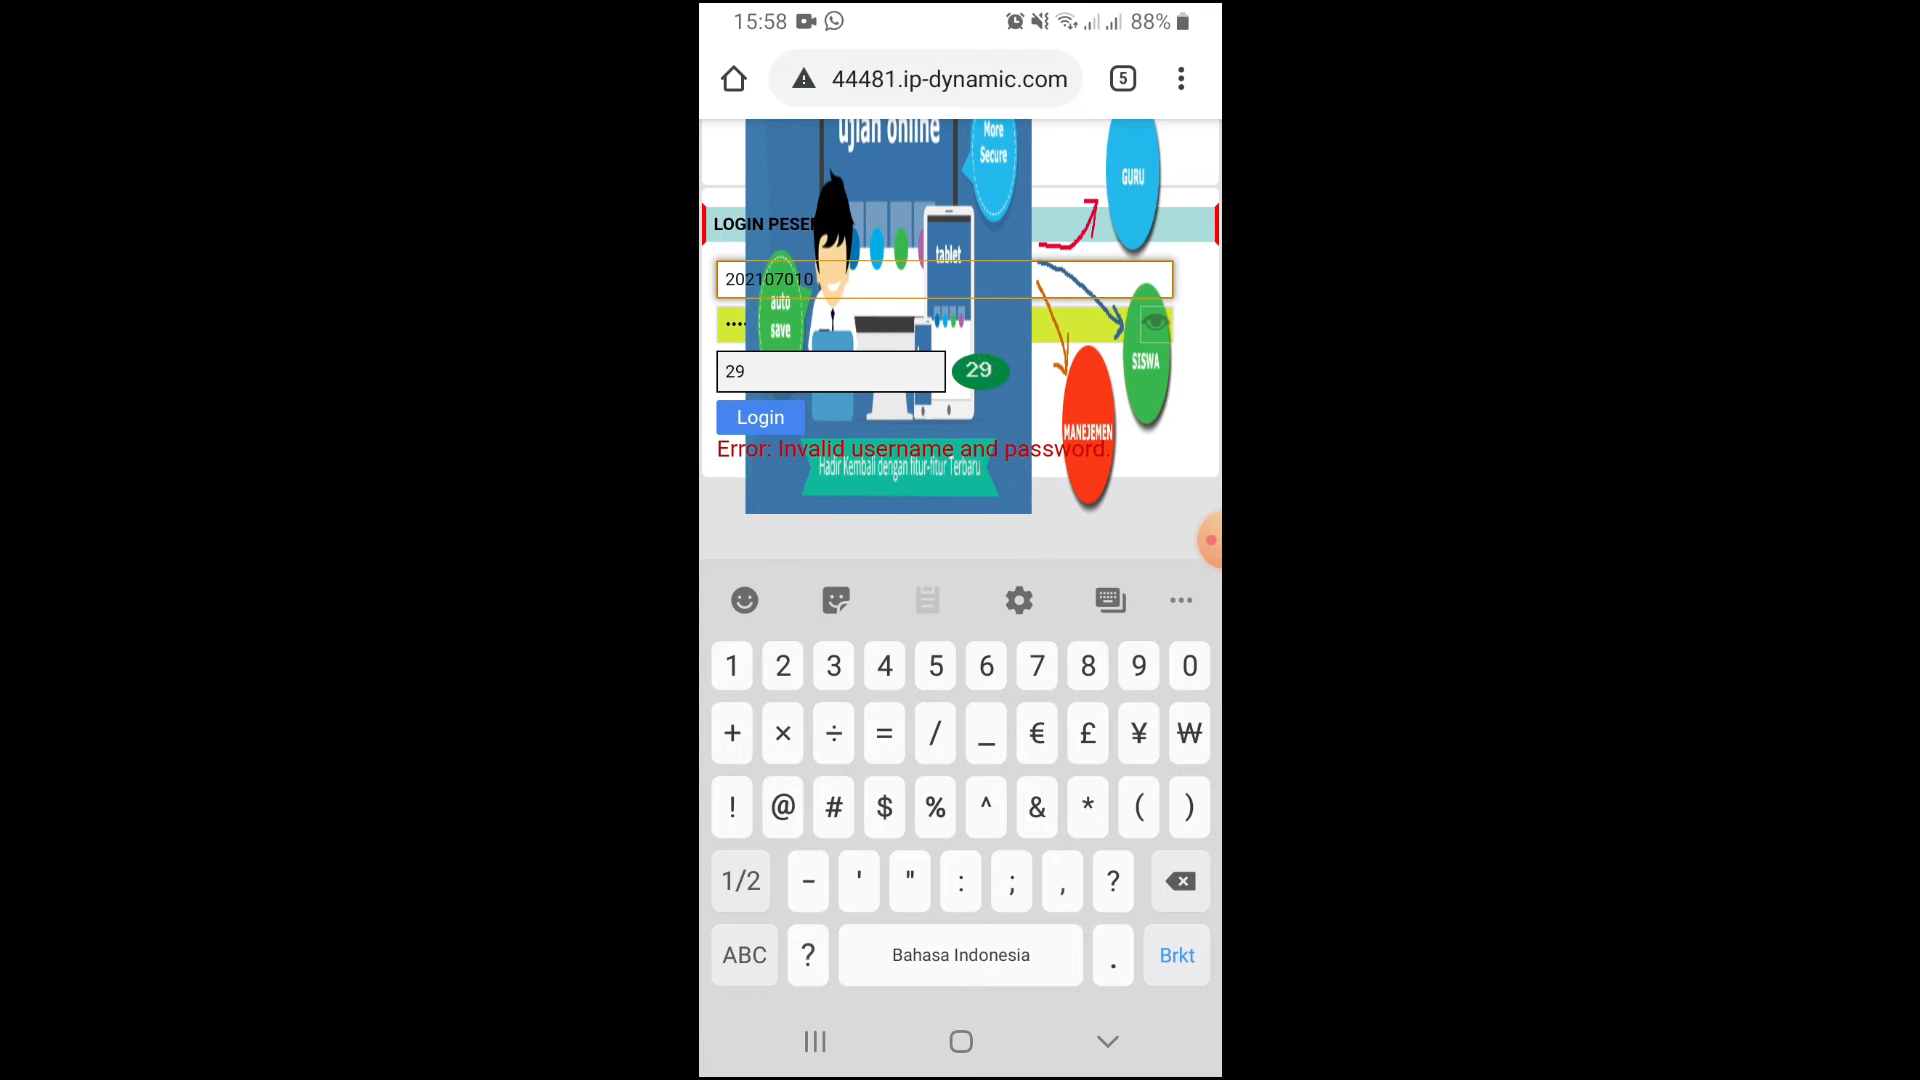 15:58 88%
44481.ip-dynamic.com 5
ujian online
More
Secure
GURU
LOGIN
tablet
202107010
auto
save
••••
SISWA
29 29
Login
MANEJEMEN
Error: Invalid username and password.
Hadir Kembali dengan fitur-fitur Terbaru
1 2 3 4 5 6 7 8 9 0
+ × ÷ = / _ € £ ¥ ₩
! @ # $ % ^ & * ( )
1/2 - ' " : ; , ?
ABC ? Bahasa Indonesia . Brkt